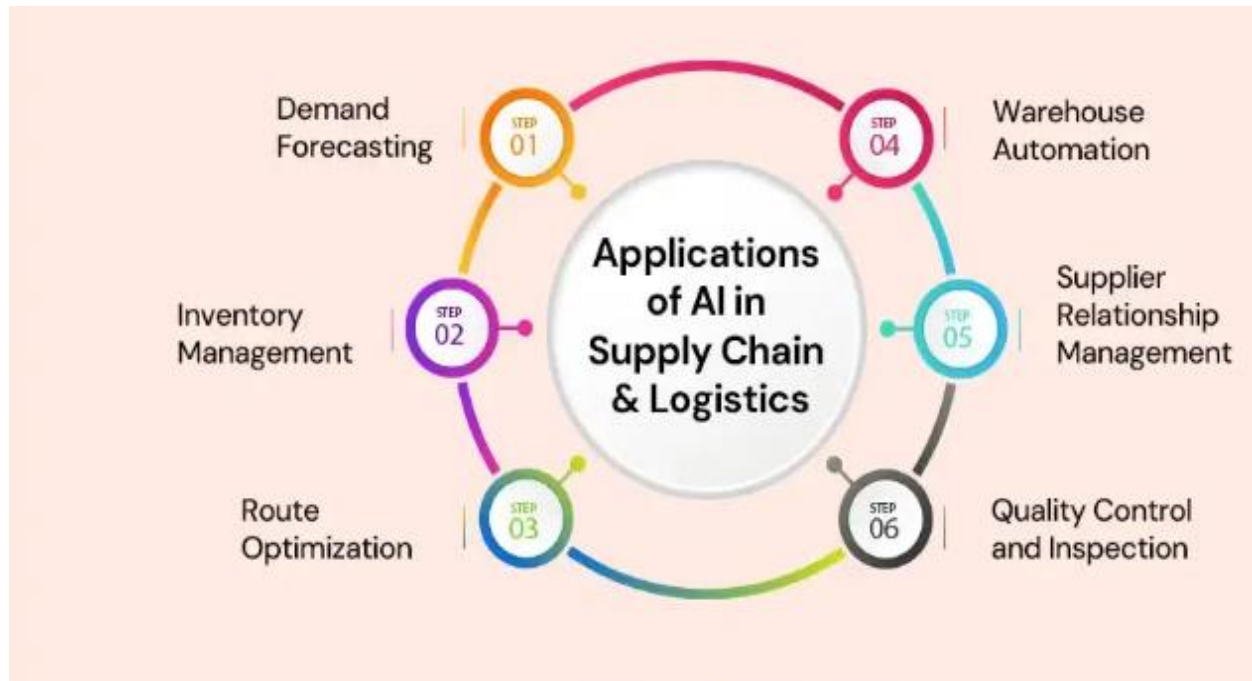 Demand
Forecasting
STEP
01
Inventory
Management
STEP
02
Route
Optimization
STEP
03
Applications
of AI in
Supply Chain
& Logistics
STEP
04
Warehouse
Automation
STEP
05
Supplier
Relationship
Management
STEP
06
Quality Control
and Inspection